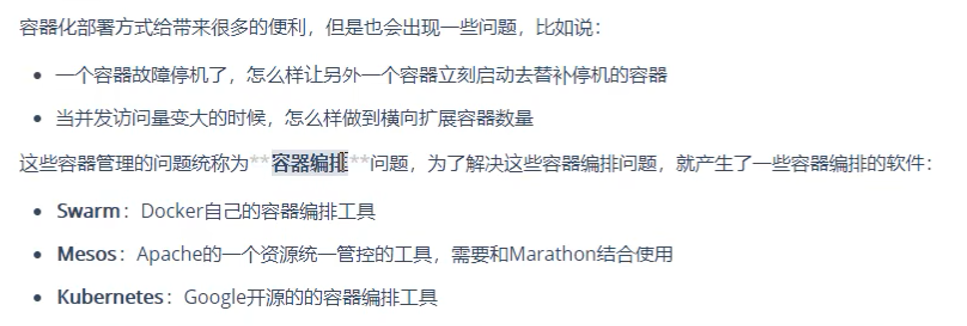 容器化部署方式给带来很多的便利，但是也会出现一些问题，比如说：
• 一个容器故障停机了，怎么样让另外一个容器立刻启动去替补停机的容器
• 当并发访问量变大的时候，怎么样做到横向扩展容器数量
这些容器管理的问题统称为**容器编排**问题，为了解决这些容器编排问题，就产生了一些容器编排的软件：
• Swarm：Docker自己的容器编排工具
• Mesos：Apache的一个资源统一管控的工具，需要和Marathon结合使用
• Kubernetes：Google开源的的容器编排工具